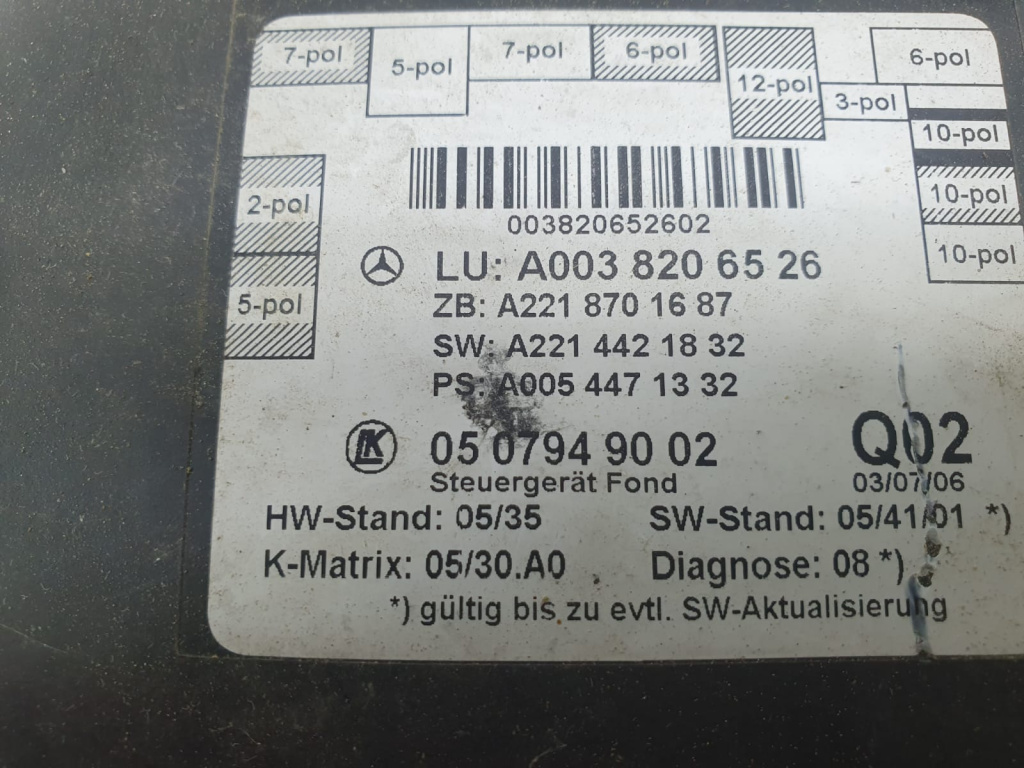 7-pol
5-pol
7-pol
6-pol
12-pol
3-pol
6-pol
10-pol
10-pol
10-pol
2-pol
5-pol
003820652602
LU: A003 820 65 26
ZB: A221 870 16 87
SW: A221 442 18 32
PS: A005 447 13 32
LK 05 0794 90 02 Q02
Steuergerät Fond 03/07/06
HW-Stand: 05/35 SW-Stand: 05/41/01 *)
K-Matrix: 05/30.A0 Diagnose: 08 *)
*) gültig bis zu evtl. SW-Aktualisierung